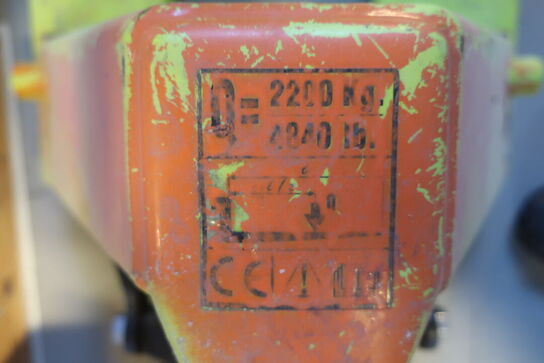 Q= 2200 Kg.
4840 lb.
Q
CE